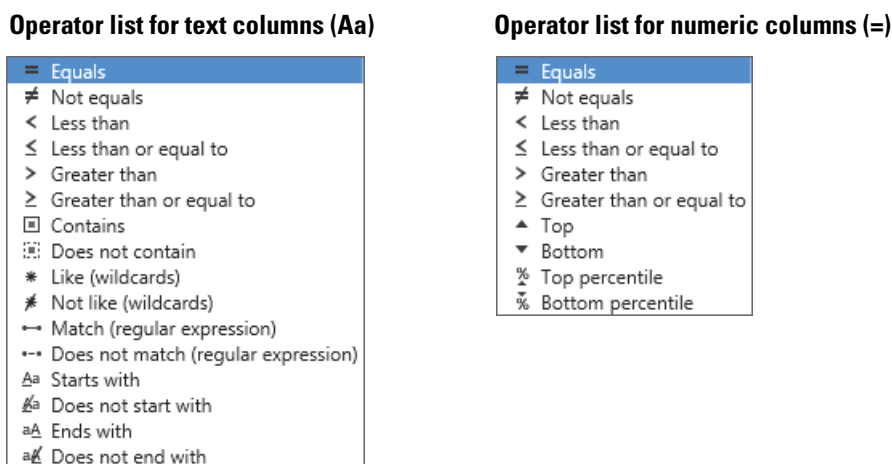 Operator list for text columns (Aa)
= Equals
≠ Not equals
< Less than
≤ Less than or equal to
> Greater than
≥ Greater than or equal to
Contains
Does not contain
* Like (wildcards)
Not like (wildcards)
Match (regular expression)
Does not match (regular expression)
Aa Starts with
Aa Does not start with
aA Ends with
aA Does not end with
Operator list for numeric columns (=)
= Equals
≠ Not equals
< Less than
≤ Less than or equal to
> Greater than
≥ Greater than or equal to
▲ Top
▼ Bottom
% Top percentile
% Bottom percentile